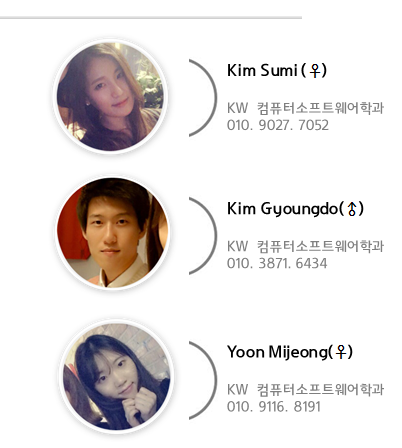 Kim Sumi (♀)
KW 컴퓨터소프트웨어학과
010. 9027. 7052
Kim Gyoungdo(♂)
KW 컴퓨터소프트웨어학과
010. 3871. 6434
Yoon Mijeong(♀)
KW 컴퓨터소프트웨어학과
010. 9116. 8191